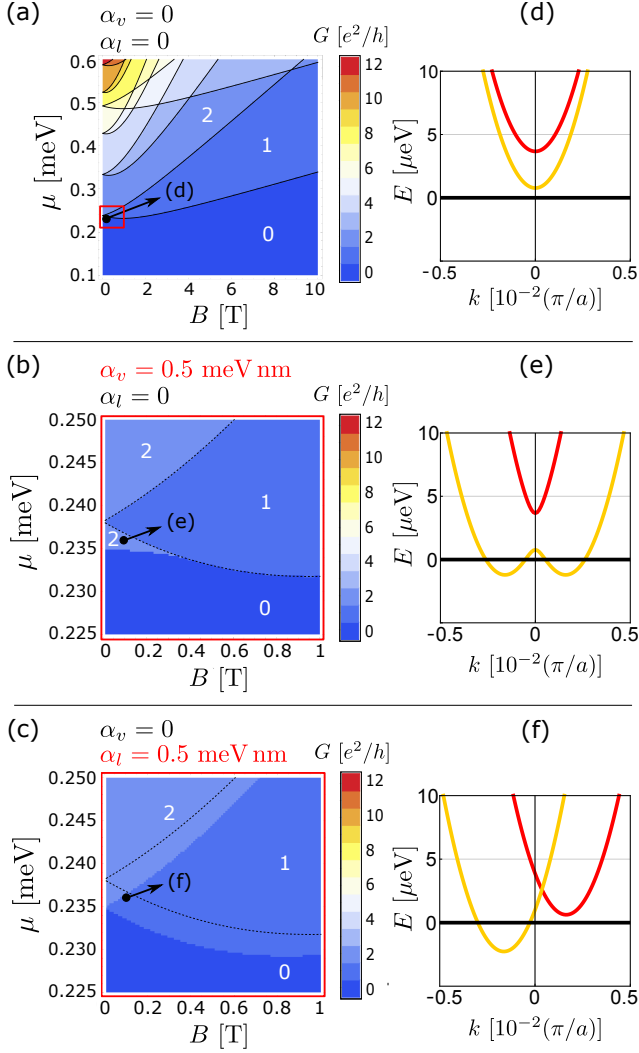 (a)
α_v = 0
α_l = 0
G [e²/h]
12
10
8
6
4
2
0
μ [meV]
0.6
0.5
0.4
0.3
0.2
0.1
2
1
0
(d)
0 2 4 6 8 10
B [T]
(d)
E [μeV]
10
5
0
-0.5 0 0.5
k [10⁻²(π/a)]
(b)
α_v = 0.5 meV nm
α_l = 0
G [e²/h]
12
10
8
6
4
2
0
μ [meV]
0.250
0.245
0.240
0.235
0.230
0.225
2
1
2
(e)
0
0 0.2 0.4 0.6 0.8 1
B [T]
(e)
E [μeV]
10
5
0
-0.5 0 0.5
k [10⁻²(π/a)]
(c)
α_v = 0
α_l = 0.5 meV nm
G [e²/h]
12
10
8
6
4
2
0
μ [meV]
0.250
0.245
0.240
0.235
0.230
0.225
2
1
(f)
0
0 0.2 0.4 0.6 0.8 1
B [T]
(f)
E [μeV]
10
5
0
-0.5 0 0.5
k [10⁻²(π/a)]